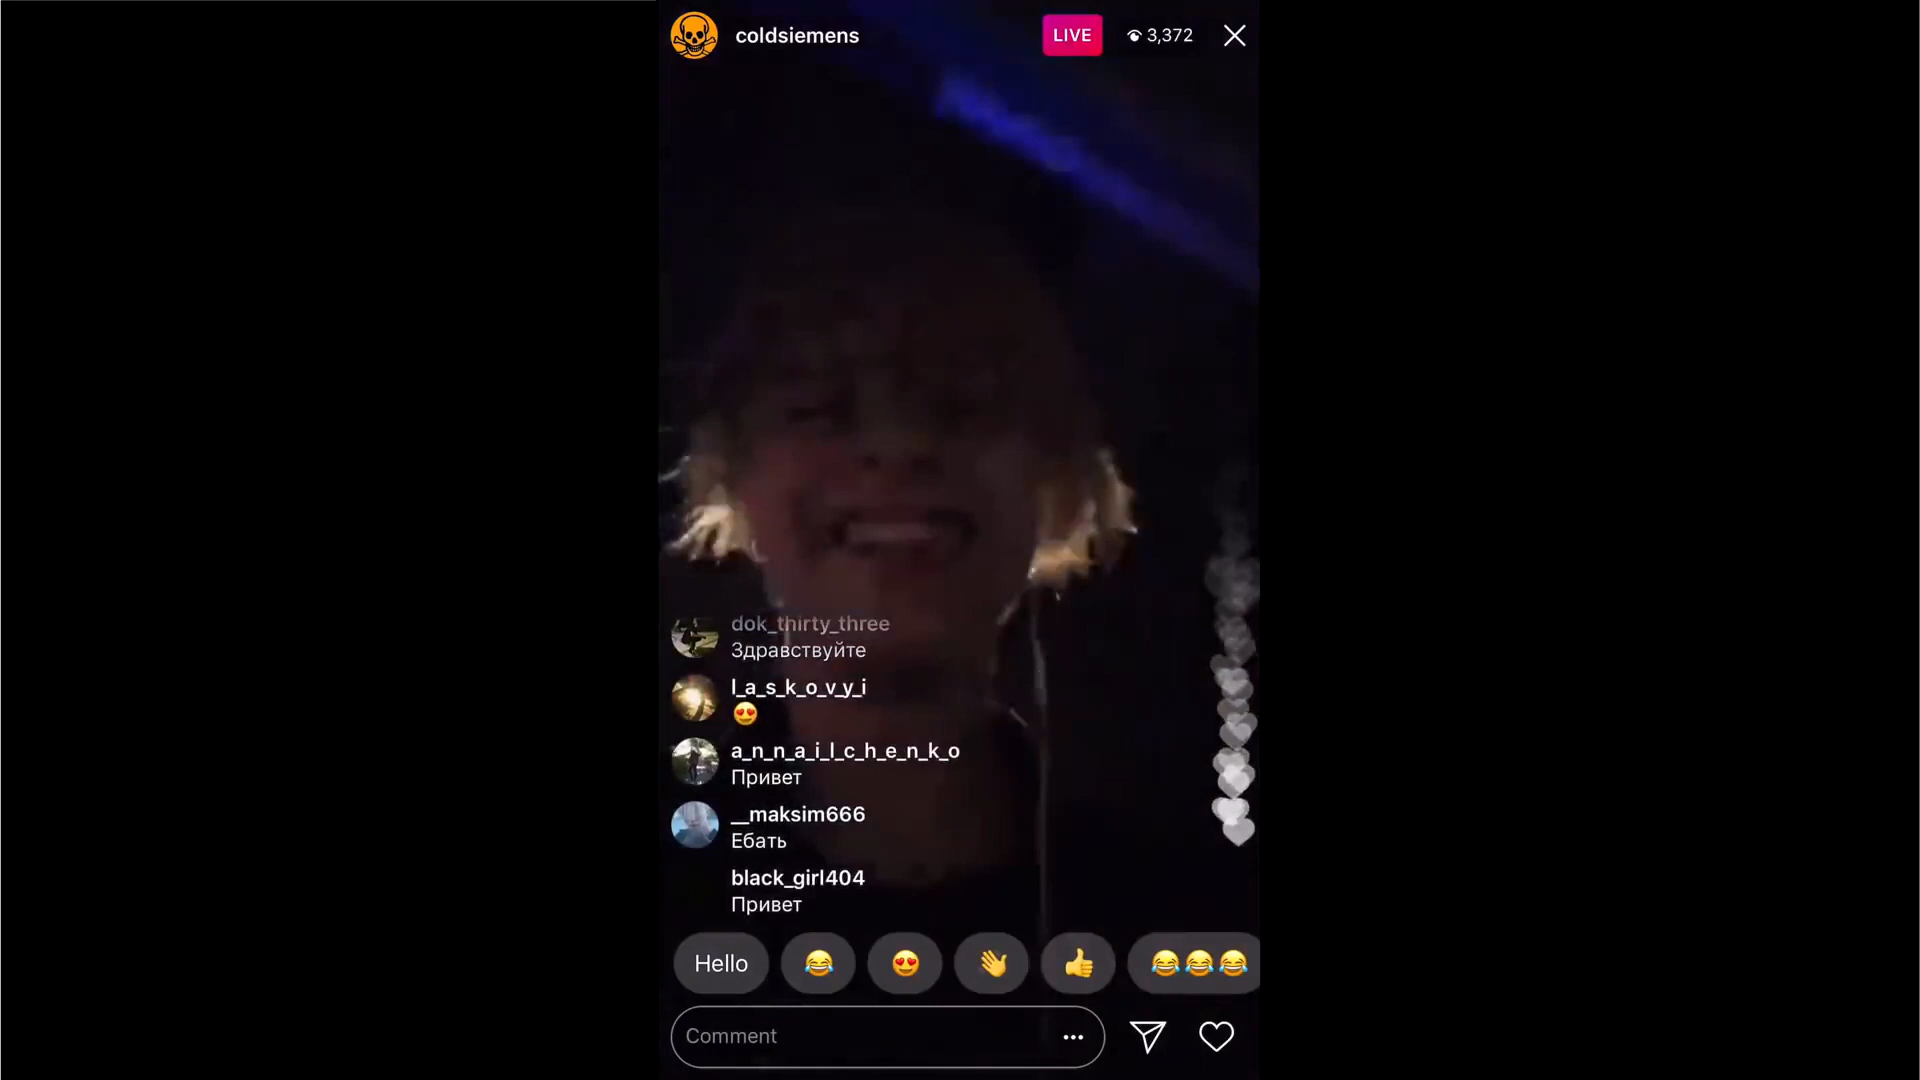 coldsiemens
LIVE
3,372
dok_thirty_three
Здравствуйте
l_a_s_k_o_v_y_i
😍
a_n_n_a_i_l_c_h_e_n_k_o
Привет
__maksim666
Ебать
black_girl404
Привет
Hello 😂 😍 👋 👍 😂😂😂
Comment